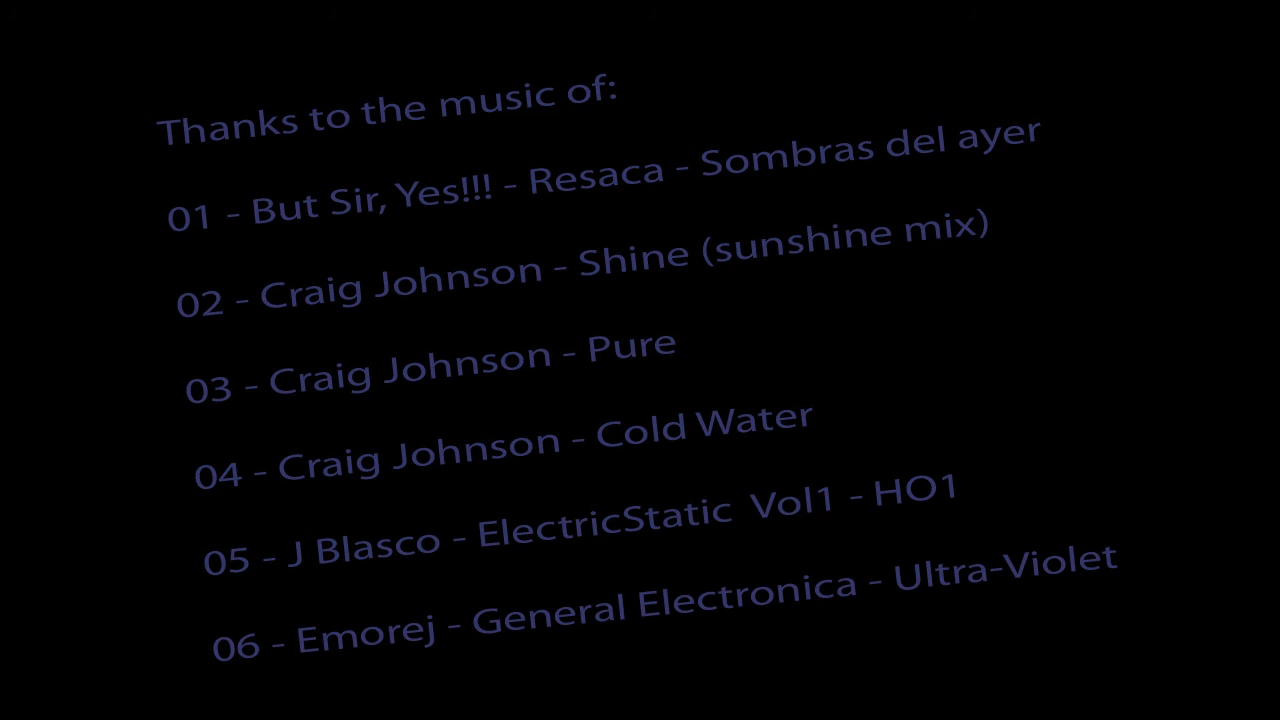 Thanks to the music of:
01 - But Sir, Yes!!! - Resaca - Sombras del ayer
02 - Craig Johnson - Shine (sunshine mix)
03 - Craig Johnson - Pure
04 - Craig Johnson - Cold Water
05 - J Blasco - ElectricStatic  Vol1 - HO1
06 - Emorej - General Electronica - Ultra-Violet